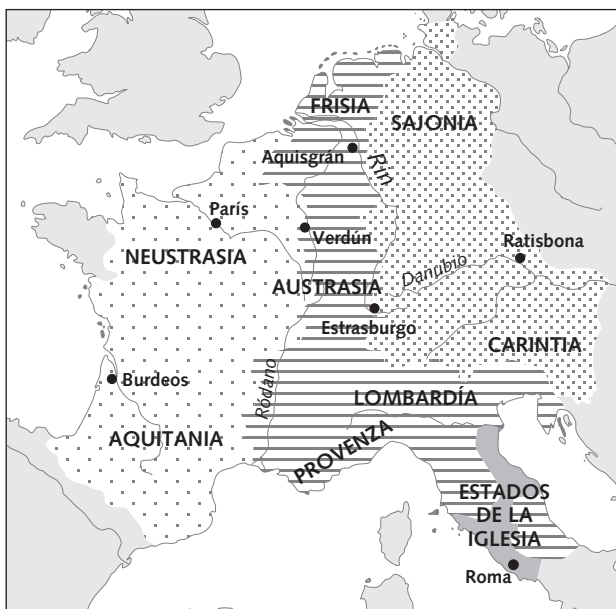 FRISIA
SAJONIA
Aquisgrán
Rin
París
Verdún
NEUSTRASIA
Ratisbona
Danubio
AUSTRASIA
Estrasburgo
CARINTIA
Ródano
Burdeos
LOMBARDÍA
AQUITANIA
PROVENZA
ESTADOS
DE LA
IGLESIA
Roma